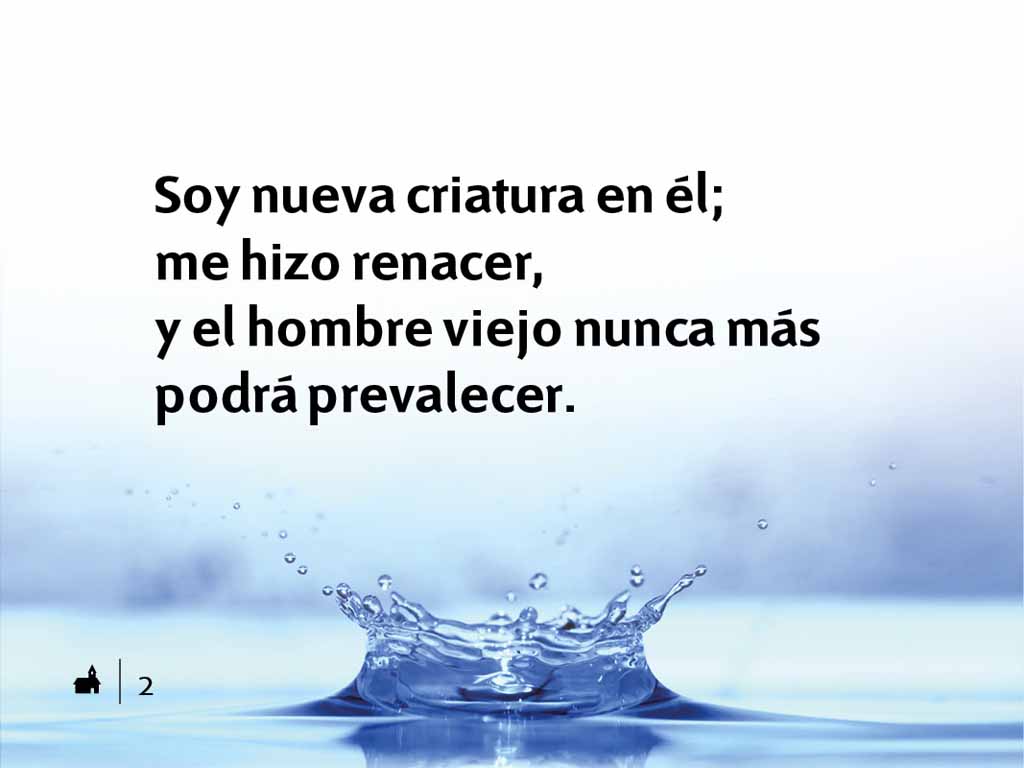 Soy nueva criatura en él;
me hizo renacer,
y el hombre viejo nunca más
podrá prevalecer.
2